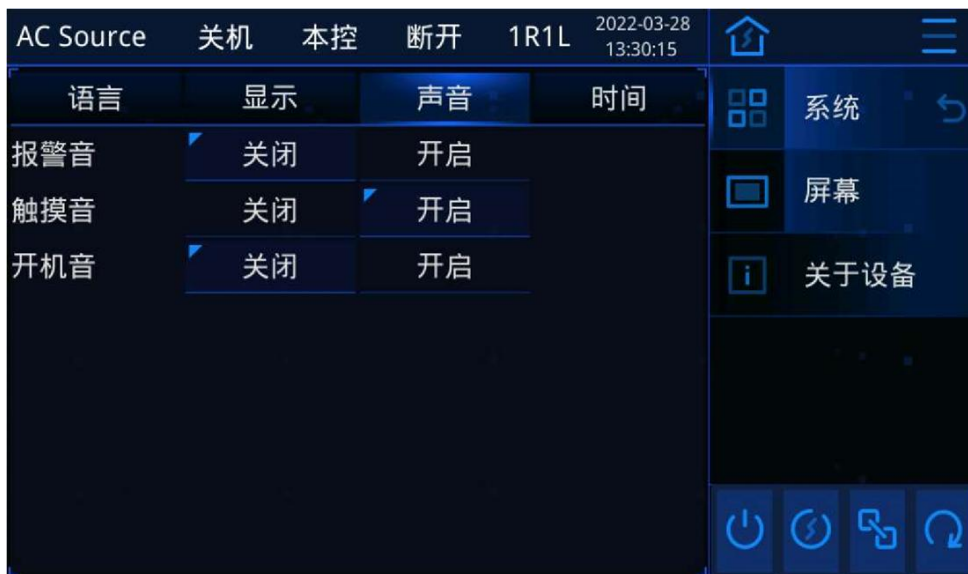 AC Source 关机 本控 断开 1R1L 2022-03-28
13:30:15
语言 显示 声音 时间
报警音 关闭 开启
触摸音 关闭 开启
开机音 关闭 开启
系统
屏幕
关于设备